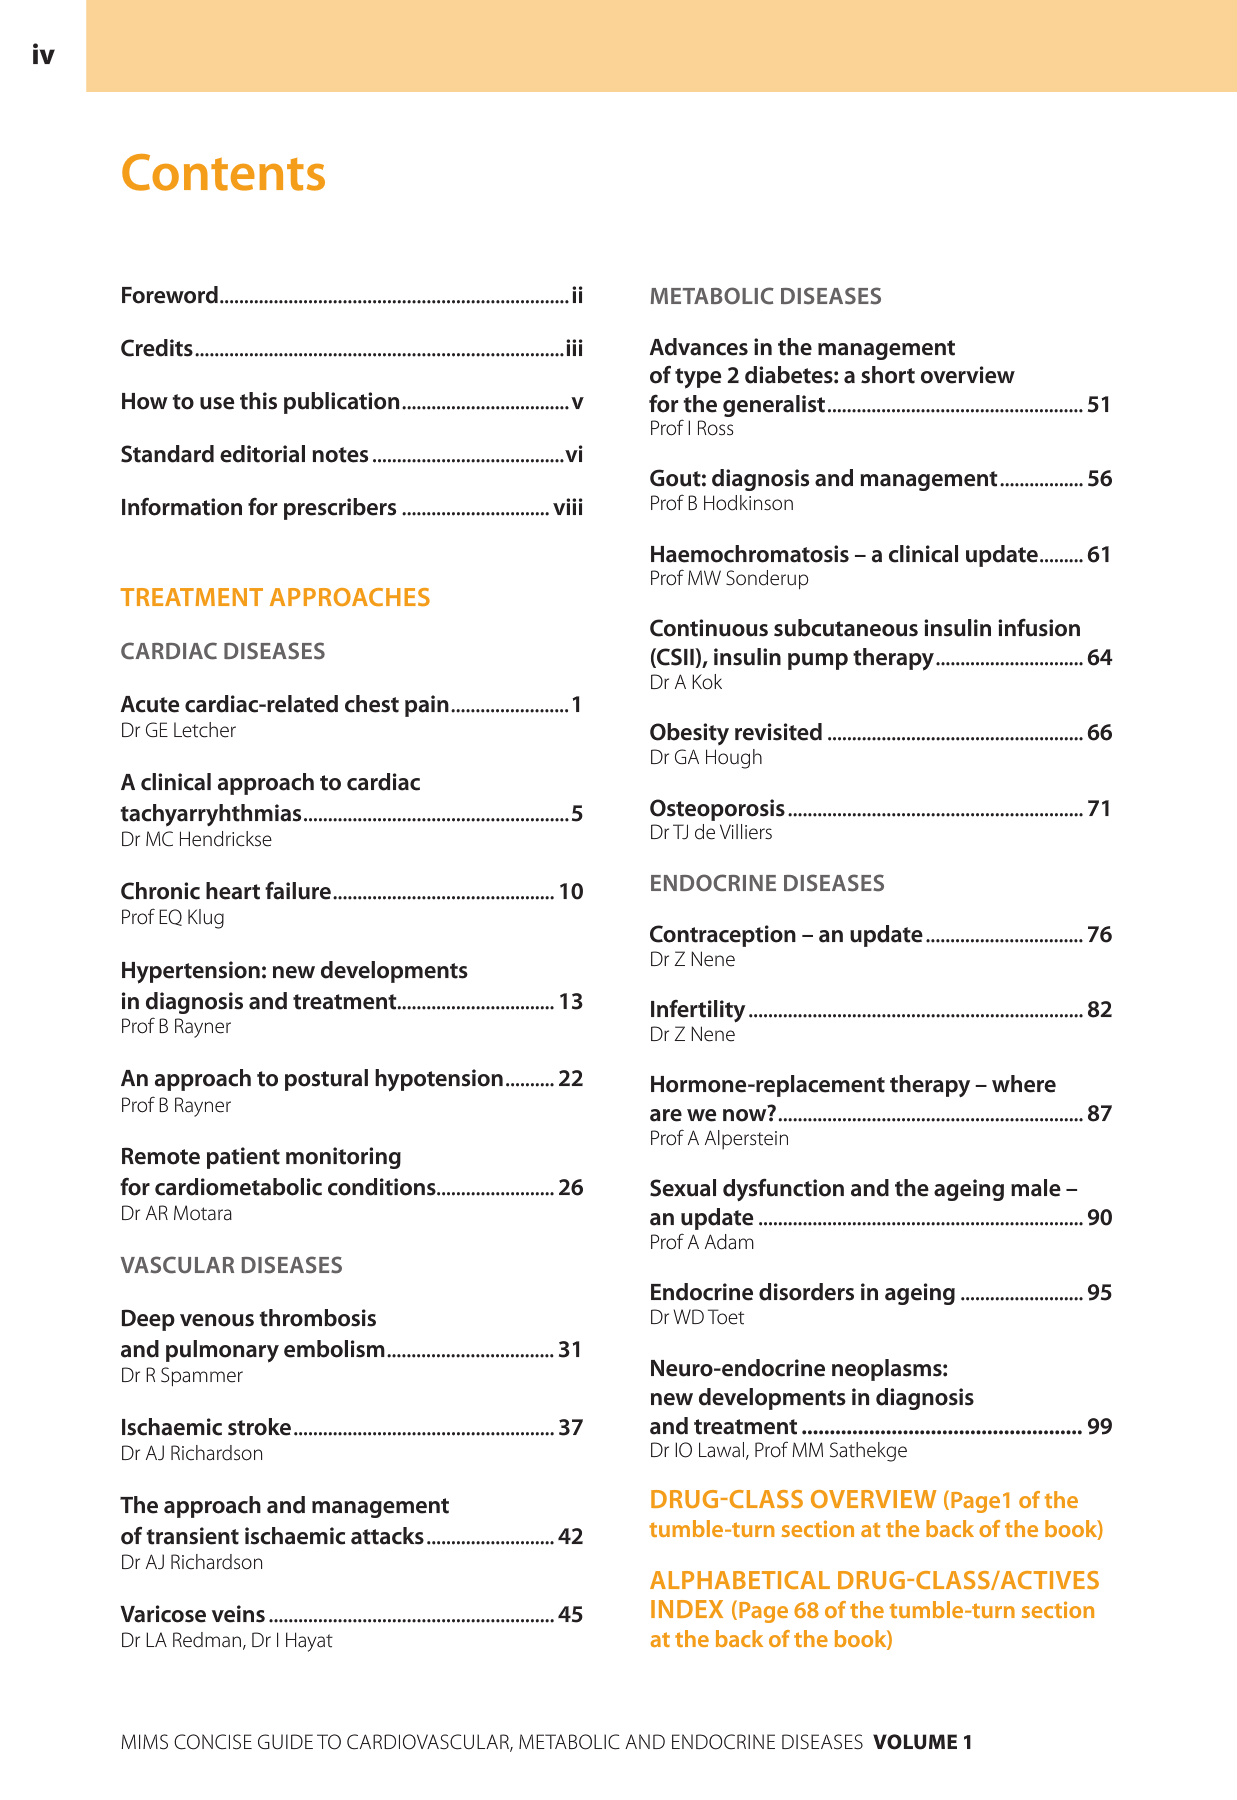 iv
Contents
Foreword.......................................................................ii
Credits...........................................................................iii
How to use this publication..................................v
Standard editorial notes.......................................vi
Information for prescribers .............................. viii
TREATMENT APPROACHES
CARDIAC DISEASES
Acute cardiac-related chest pain........................1
Dr GE Letcher
A clinical approach to cardiac
tachyarryhthmias......................................................5
Dr MC Hendrickse
Chronic heart failure............................................. 10
Prof EQ Klug
Hypertension: new developments
in diagnosis and treatment................................ 13
Prof B Rayner
An approach to postural hypotension.......... 22
Prof B Rayner
Remote patient monitoring
for cardiometabolic conditions........................ 26
Dr AR Motara
VASCULAR DISEASES
Deep venous thrombosis
and pulmonary embolism.................................. 31
Dr R Spammer
Ischaemic stroke..................................................... 37
Dr AJ Richardson
The approach and management
of transient ischaemic attacks.......................... 42
Dr AJ Richardson
Varicose veins.......................................................... 45
Dr LA Redman, Dr I Hayat
METABOLIC DISEASES
Advances in the management
of type 2 diabetes: a short overview
for the generalist.................................................... 51
Prof I Ross
Gout: diagnosis and management................. 56
Prof B Hodkinson
Haemochromatosis – a clinical update......... 61
Prof MW Sonderup
Continuous subcutaneous insulin infusion
(CSII), insulin pump therapy.............................. 64
Dr A Kok
Obesity revisited .................................................... 66
Dr GA Hough
Osteoporosis............................................................ 71
Dr TJ de Villiers
ENDOCRINE DISEASES
Contraception – an update................................ 76
Dr Z Nene
Infertility.................................................................... 82
Dr Z Nene
Hormone-replacement therapy – where
are we now?.............................................................. 87
Prof A Alperstein
Sexual dysfunction and the ageing male –
an update .................................................................. 90
Prof A Adam
Endocrine disorders in ageing ......................... 95
Dr WD Toet
Neuro-endocrine neoplasms:
new developments in diagnosis
and treatment .................................................. 99
Dr IO Lawal, Prof MM Sathekge
DRUG-CLASS OVERVIEW (Page1 of the
tumble-turn section at the back of the book)
ALPHABETICAL DRUG-CLASS/ACTIVES
INDEX (Page 68 of the tumble-turn section
at the back of the book)
MIMS CONCISE GUIDE TO CARDIOVASCULAR, METABOLIC AND ENDOCRINE DISEASES VOLUME 1